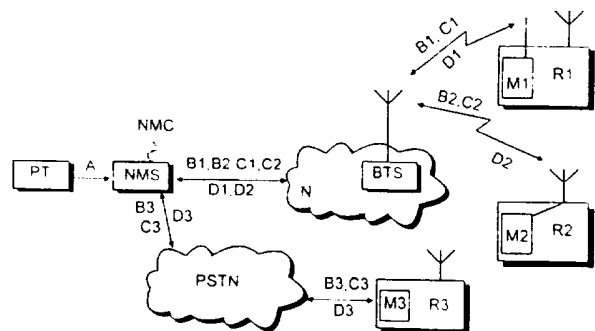 B1, C1
D1
M1
R1
B2,C2
D2
NMC
PT
A
NMS
B1,B2 C1,C2
D1,D2
N
BTS
M2
R2
B3
C3
D3
PSTN
B3,C3
D3
M3
R3